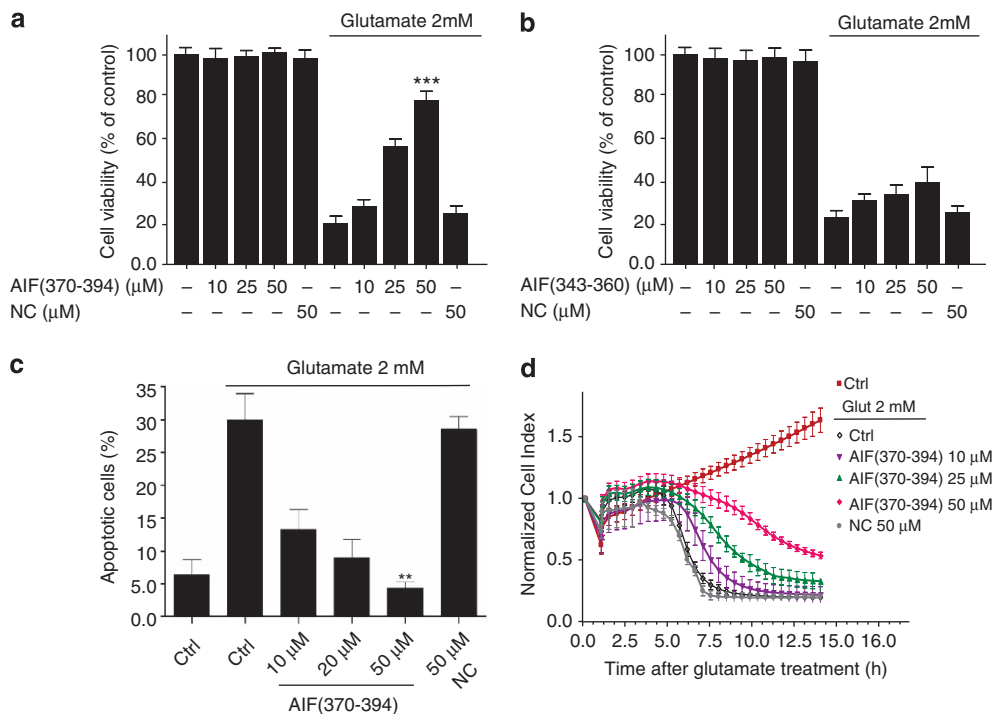 a
Glutamate 2mM
Cell viability (% of control)
100
80
60
40
20
0.0
AIF(370-394) (μM) – 10 25 50 – – 10 25 50 –
NC (μM) – – – – 50 – – – – 50
b
Glutamate 2mM
Cell viability (% of control)
100
80
60
40
20
0.0
AIF(343-360) (μM) – 10 25 50 – – 10 25 50 –
NC (μM) – – – – 50 – – – – 50
***
c
Glutamate 2 mM
Apoptotic cells (%)
35
30
25
20
15
10
5.0
0.0
**
Ctrl Ctrl 10 μM 20 μM 50 μM 50 μM NC
AIF(370-394)
d
Ctrl
Glut 2 mM
Ctrl
AIF(370-394) 10 μM
AIF(370-394) 25 μM
AIF(370-394) 50 μM
NC 50 μM
Normalized Cell Index
1.5
1.0
0.5
0.0
0.0 2.5 5.0 7.5 10.0 12.5 16.0
Time after glutamate treatment (h)